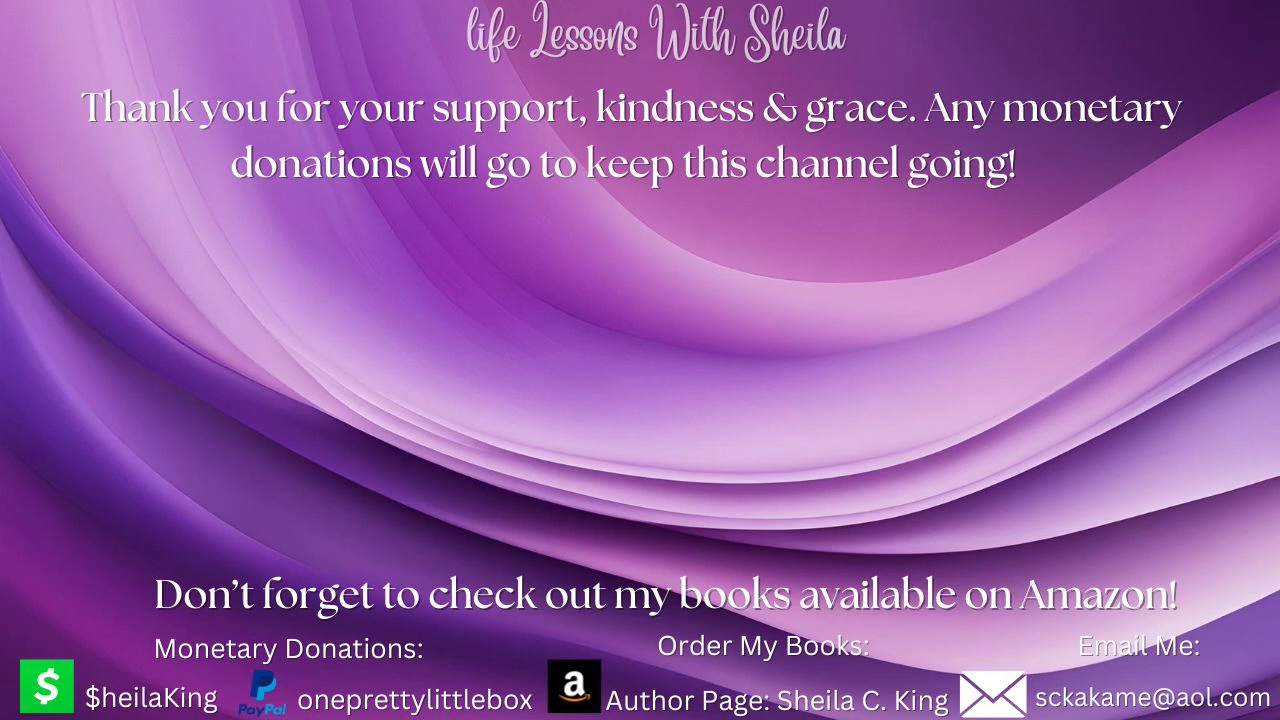 life Lessons With Sheila
Thank you for your support, kindness & grace. Any monetary
donations will go to keep this channel going!
Don't forget to check out my books available on Amazon!
Monetary Donations:
Order My Books:
Email Me:
$heilaKing
PayPal
oneprettylittlebox
a
Author Page: Sheila C. King
sckakame@aol.com